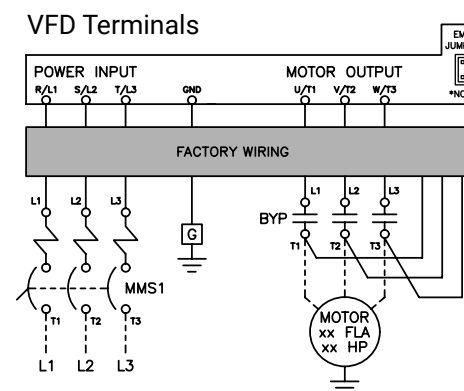 VFD Terminals
EM
JUM
POWER INPUT MOTOR OUTPUT
R/L1 S/L2 T/L3 GND U/T1 V/T2 W/T3
*NO
FACTORY WIRING
L1 L2 L3 L1 L2 L3
BYP
G
T1 T2 T3
MMS1
T1 T2 T3
MOTOR
xx FLA
xx HP
L1 L2 L3